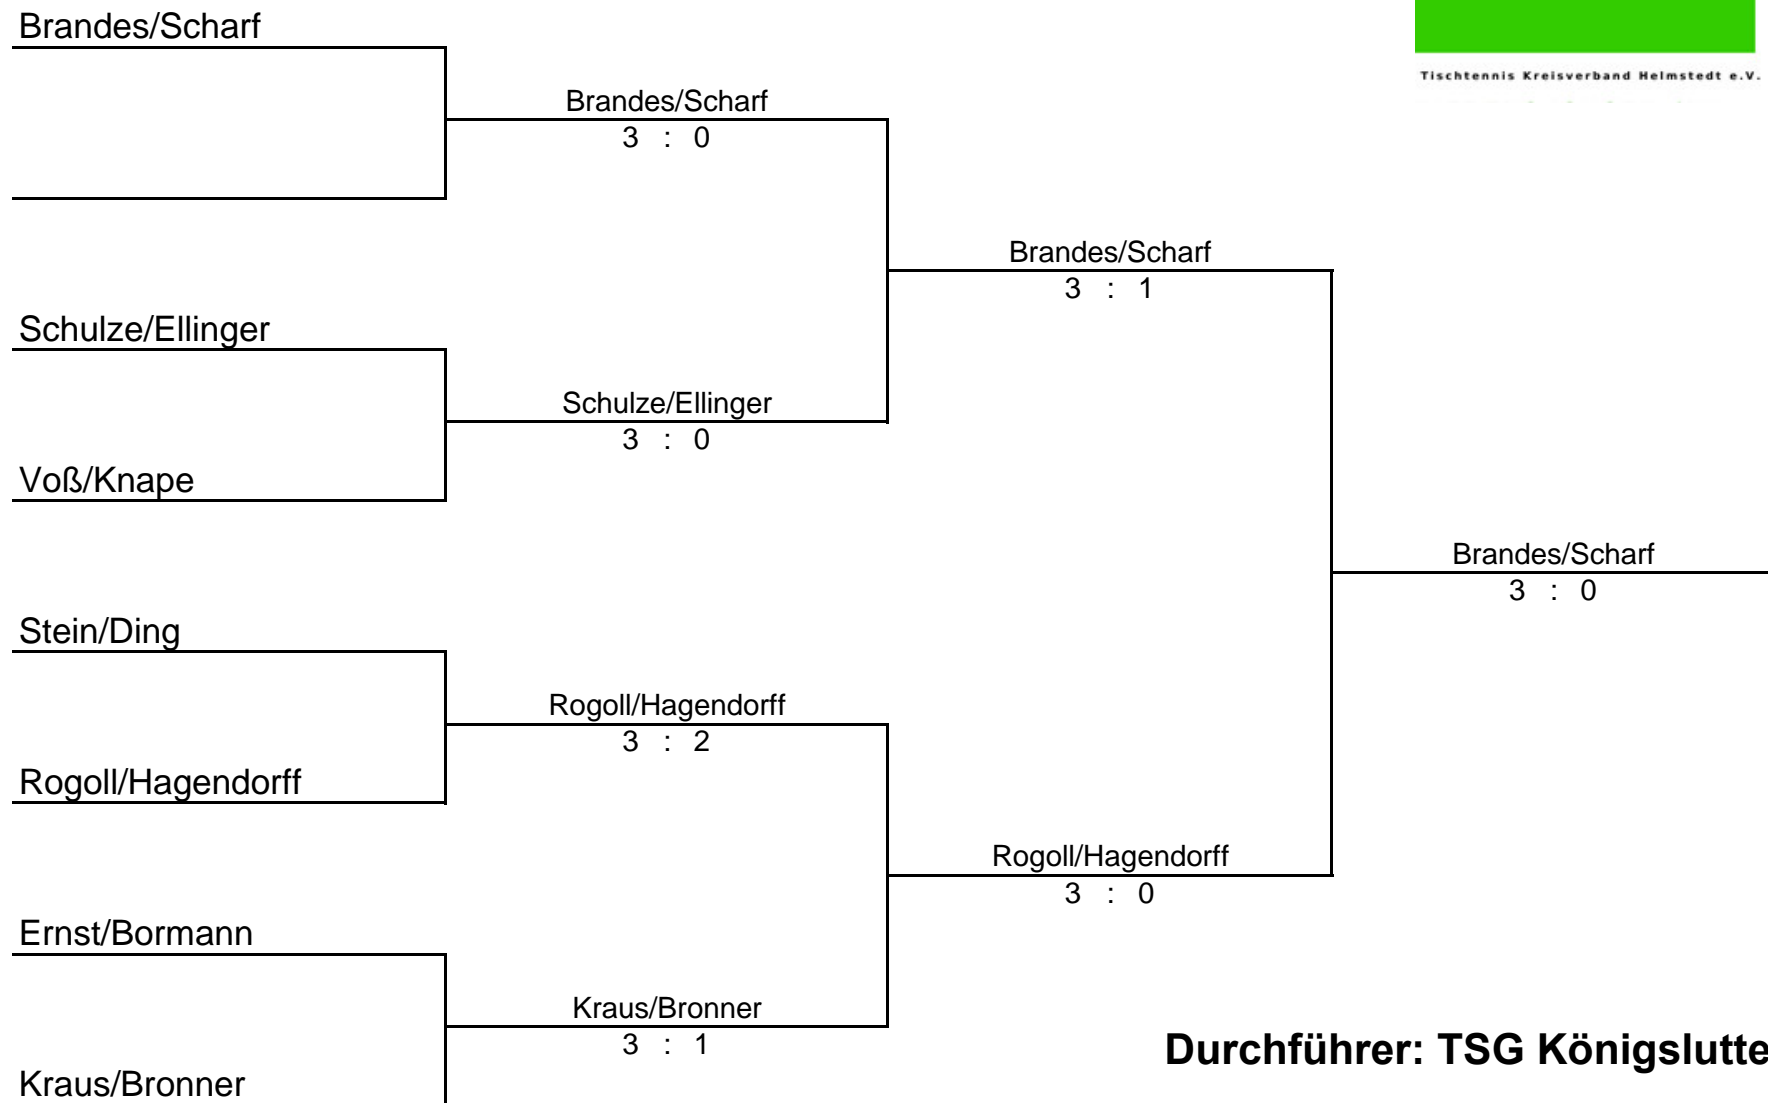 Brandes/Scharf
Tischtennis Kreisverband Helmstedt e.V.
Brandes/Scharf
3 : 0
Brandes/Scharf
3 : 1
Schulze/Ellinger
Schulze/Ellinger
3 : 0
Voß/Knape
Brandes/Scharf
3 : 0
Stein/Ding
Rogoll/Hagendorff
3 : 2
Rogoll/Hagendorff
Rogoll/Hagendorff
3 : 0
Ernst/Bormann
Kraus/Bronner
3 : 1
Durchführer: TSG Königslutte
Kraus/Bronner